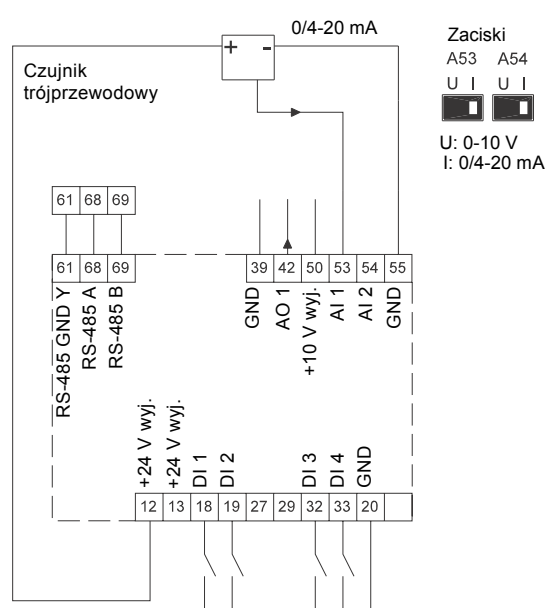 0/4-20 mA
+ -
Czujnik
trójprzewodowy
Zaciski
A53 A54
U I U I
U: 0-10 V
I: 0/4-20 mA
61 68 69
61 68 69
39 42 50 53 54 55
RS-485 GND Y
RS-485 A
RS-485 B
GND
AO 1
+10 V wyj.
AI 1
AI 2
GND
+24 V wyj.
+24 V wyj.
DI 1
DI 2
DI 3
DI 4
GND
12 13 18 19 27 29 32 33 20